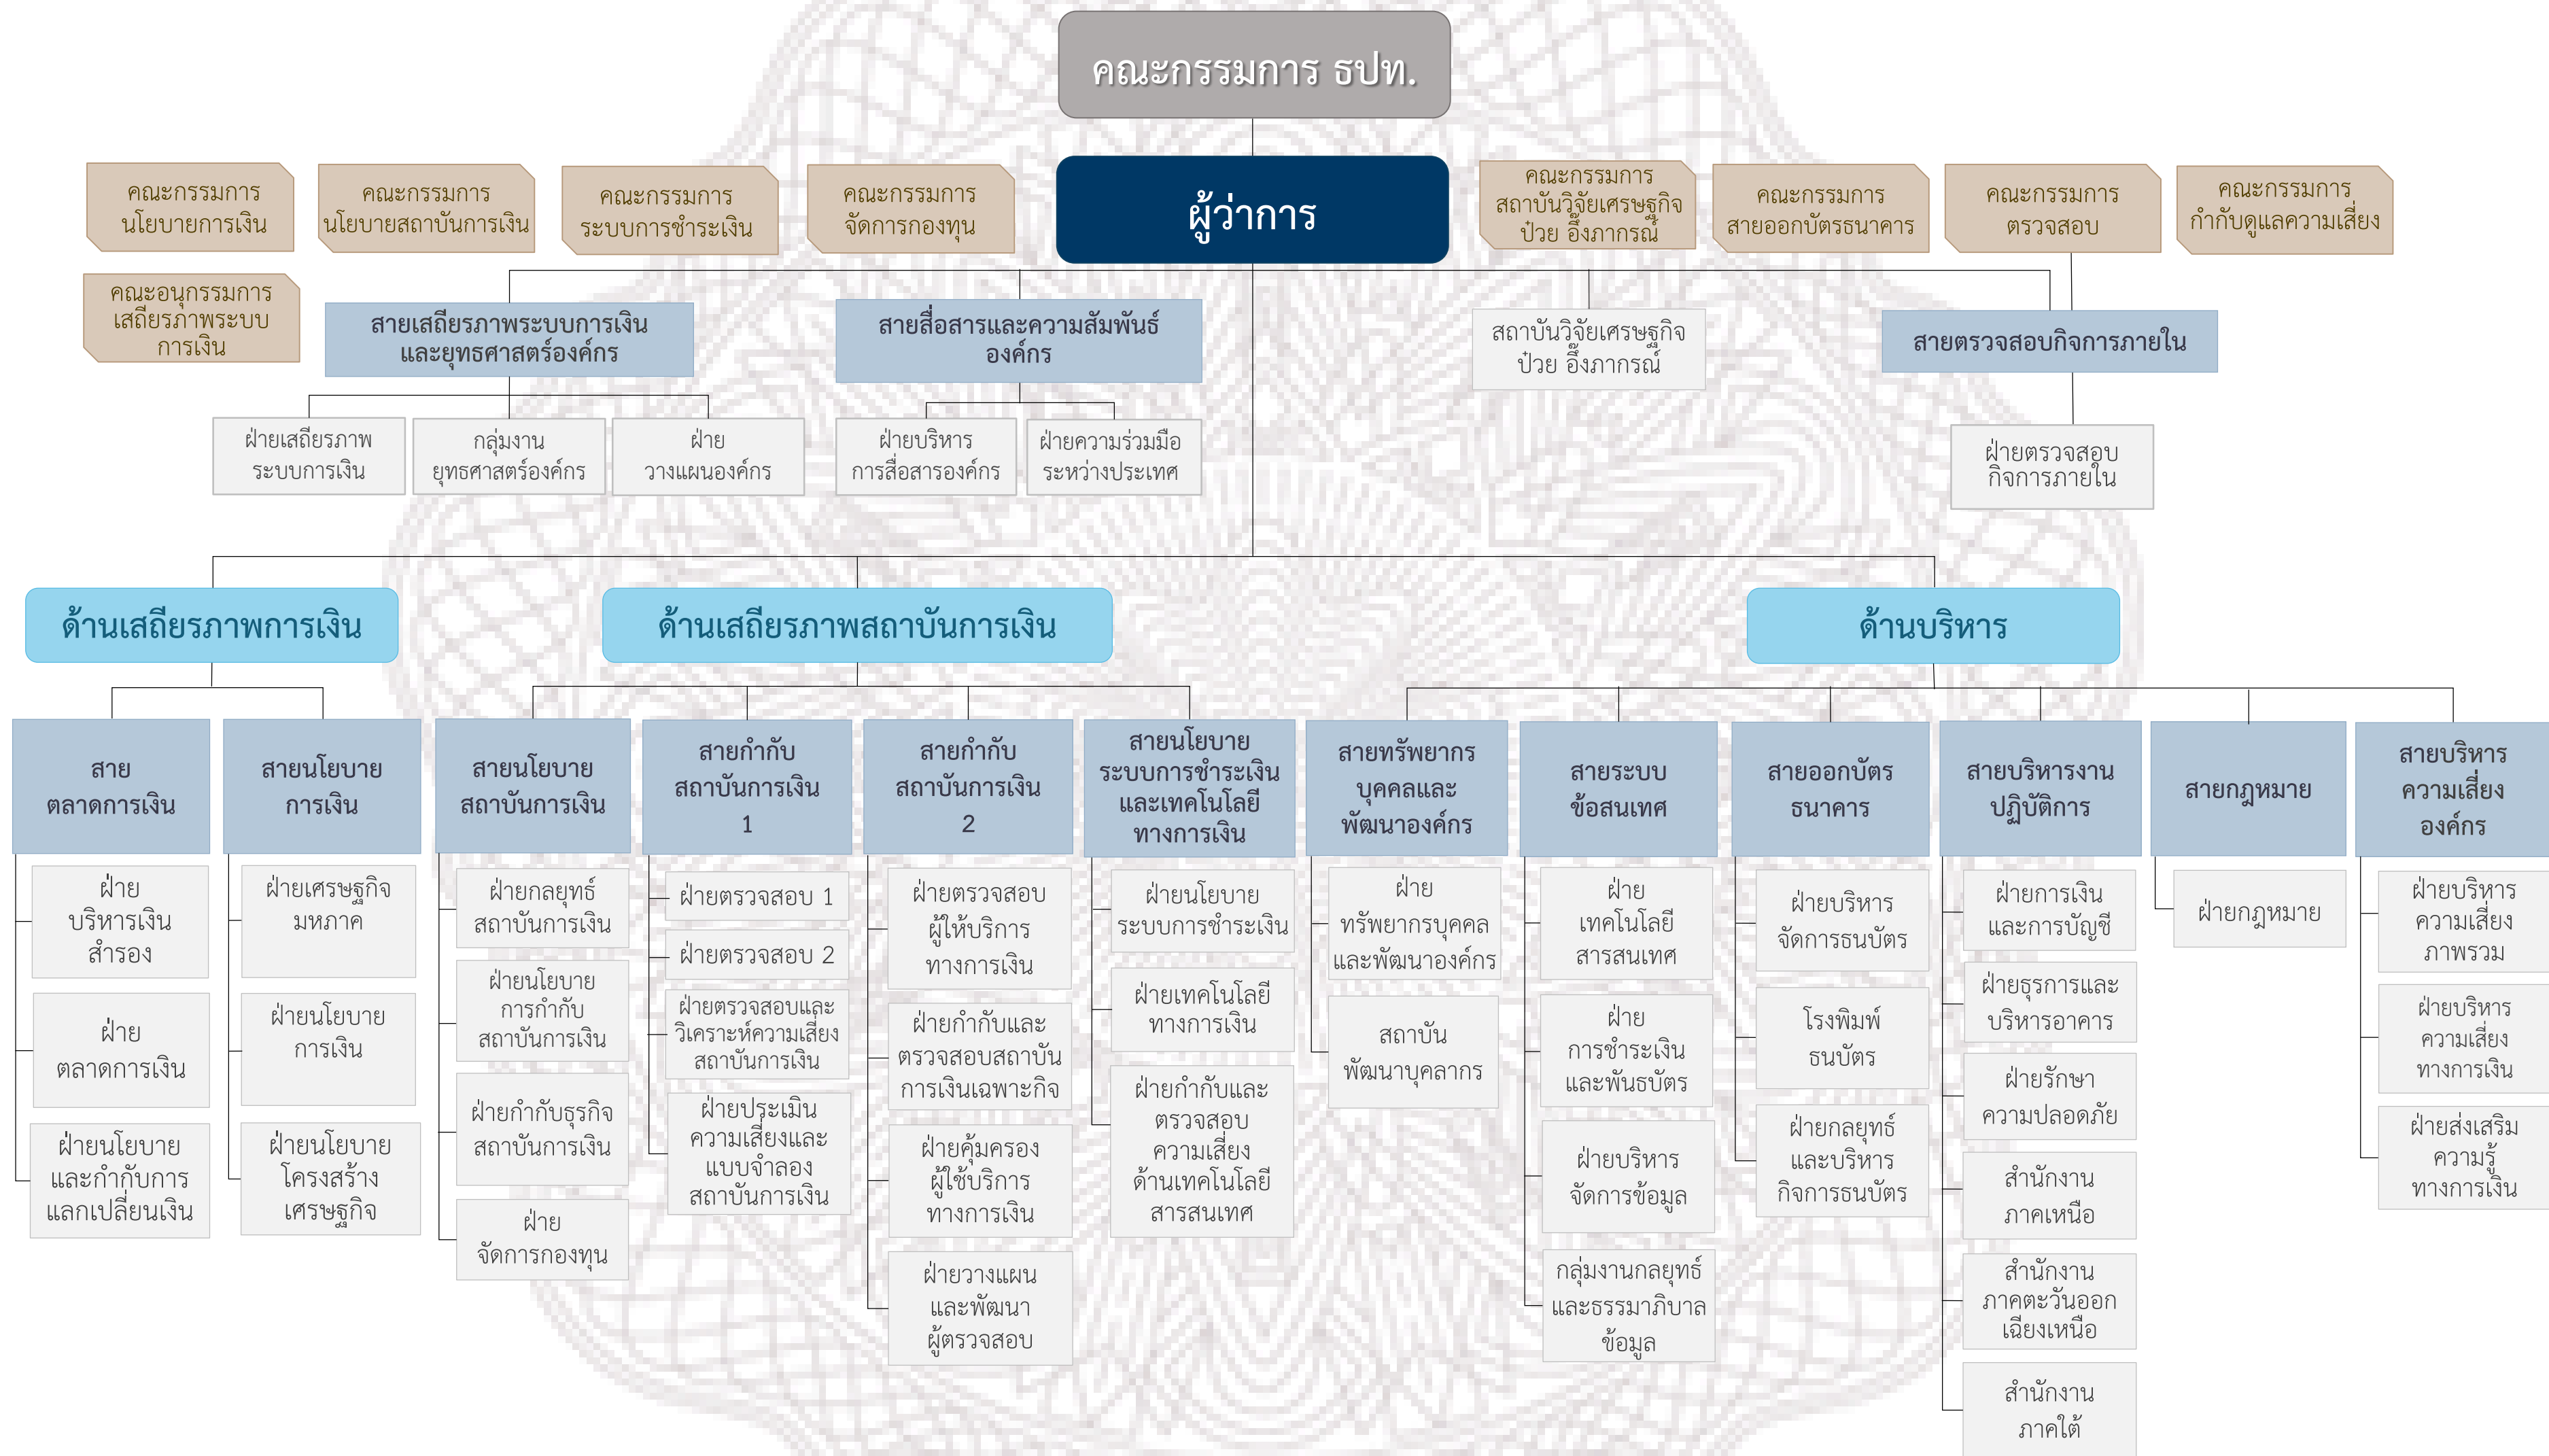 คณะกรรมการ ธปท.
ผู้ว่าการ
คณะกรรมการ
นโยบายการเงิน
คณะกรรมการ
นโยบายสถาบันการเงิน
คณะกรรมการ
ระบบการชำระเงิน
คณะกรรมการ
จัดการกองทุน
คณะกรรมการ
สถาบันวิจัยเศรษฐกิจ
ป๋วย อึ๊งภากรณ์
คณะกรรมการ
สายออกบัตรธนาคาร
คณะกรรมการ
ตรวจสอบ
คณะกรรมการ
กำกับดูแลความเสี่ยง
คณะอนุกรรมการ
เสถียรภาพระบบ
การเงิน
สายเสถียรภาพระบบการเงิน
และยุทธศาสตร์องค์กร
สายสื่อสารและความสัมพันธ์
องค์กร
สถาบันวิจัยเศรษฐกิจ
ป๋วย อึ๊งภากรณ์
สายตรวจสอบกิจการภายใน
ฝ่ายเสถียรภาพ
ระบบการเงิน
กลุ่มงาน
ยุทธศาสตร์องค์กร
ฝ่าย
วางแผนองค์กร
ฝ่ายบริหาร
การสื่อสารองค์กร
ฝ่ายความร่วมมือ
ระหว่างประเทศ
ฝ่ายตรวจสอบ
กิจการภายใน
ด้านเสถียรภาพการเงิน
ด้านเสถียรภาพสถาบันการเงิน
ด้านบริหาร
สาย
ตลาดการเงิน
ฝ่าย
บริหารเงิน
สำรอง
ฝ่าย
ตลาดการเงิน
ฝ่ายนโยบาย
และกำกับการ
แลกเปลี่ยนเงิน
สายนโยบาย
การเงิน
ฝ่ายเศรษฐกิจ
มหภาค
ฝ่ายนโยบาย
การเงิน
ฝ่ายนโยบาย
โครงสร้าง
เศรษฐกิจ
สายนโยบาย
สถาบันการเงิน
ฝ่ายกลยุทธ์
สถาบันการเงิน
ฝ่ายนโยบาย
การกำกับ
สถาบันการเงิน
ฝ่ายกำกับธุรกิจ
สถาบันการเงิน
ฝ่าย
จัดการกองทุน
สายกำกับ
สถาบันการเงิน
1
ฝ่ายตรวจสอบ 1
ฝ่ายตรวจสอบ 2
ฝ่ายตรวจสอบและ
วิเคราะห์ความเสี่ยง
สถาบันการเงิน
ฝ่ายประเมิน
ความเสี่ยงและ
แบบจำลอง
สถาบันการเงิน
สายกำกับ
สถาบันการเงิน
2
ฝ่ายตรวจสอบ
ผู้ให้บริการ
ทางการเงิน
ฝ่ายกำกับและ
ตรวจสอบสถาบัน
การเงินเฉพาะกิจ
ฝ่ายคุ้มครอง
ผู้ใช้บริการ
ทางการเงิน
ฝ่ายวางแผน
และพัฒนา
ผู้ตรวจสอบ
สายนโยบาย
ระบบการชำระเงิน
และเทคโนโลยี
ทางการเงิน
ฝ่ายนโยบาย
ระบบการชำระเงิน
ฝ่ายเทคโนโลยี
ทางการเงิน
ฝ่ายกำกับและ
ตรวจสอบ
ความเสี่ยง
ด้านเทคโนโลยี
สารสนเทศ
สายทรัพยากร
บุคคลและ
พัฒนาองค์กร
ฝ่าย
ทรัพยากรบุคคล
และพัฒนาองค์กร
สถาบัน
พัฒนาบุคลากร
สายระบบ
ข้อสนเทศ
ฝ่าย
เทคโนโลยี
สารสนเทศ
ฝ่าย
การชำระเงิน
และพันธบัตร
ฝ่ายบริหาร
จัดการข้อมูล
กลุ่มงานกลยุทธ์
และธรรมาภิบาล
ข้อมูล
สายออกบัตร
ธนาคาร
ฝ่ายบริหาร
จัดการธนบัตร
โรงพิมพ์
ธนบัตร
ฝ่ายกลยุทธ์
และบริหาร
กิจการธนบัตร
สายบริหารงาน
ปฏิบัติการ
ฝ่ายการเงิน
และการบัญชี
ฝ่ายธุรการและ
บริหารอาคาร
ฝ่ายรักษา
ความปลอดภัย
สำนักงาน
ภาคเหนือ
สำนักงาน
ภาคตะวันออก
เฉียงเหนือ
สำนักงาน
ภาคใต้
สายกฎหมาย
ฝ่ายกฎหมาย
สายบริหาร
ความเสี่ยง
องค์กร
ฝ่ายบริหาร
ความเสี่ยง
ภาพรวม
ฝ่ายบริหาร
ความเสี่ยง
ทางการเงิน
ฝ่ายส่งเสริม
ความรู้
ทางการเงิน